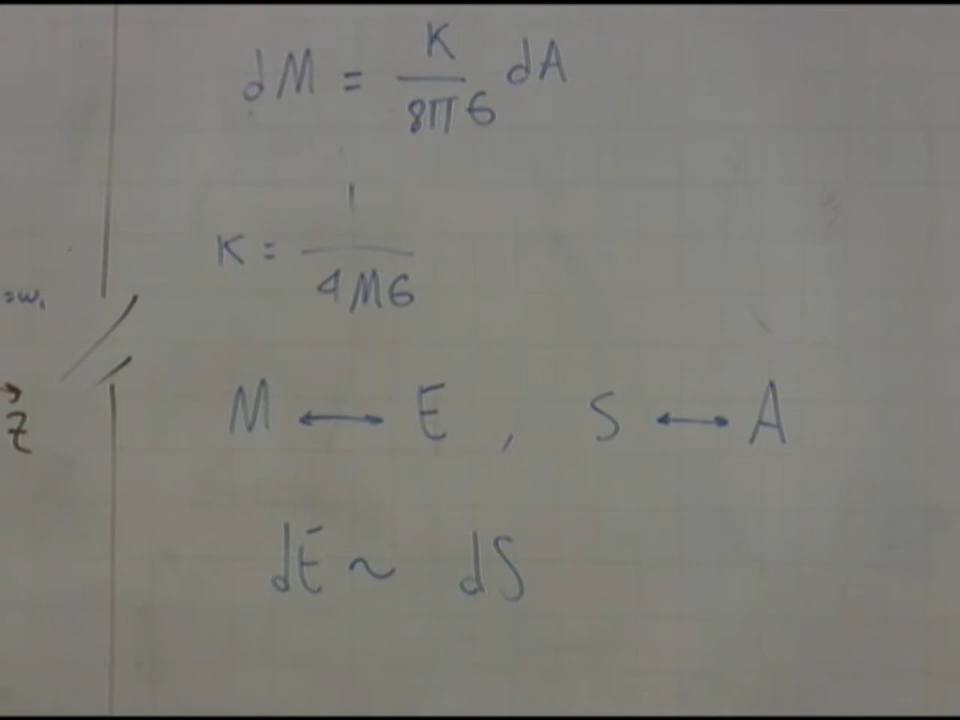 dM = K/8πG dA
K = 1/4MG
=w,
M ↔ E , S ↔ A
→
z
dE ~ dS